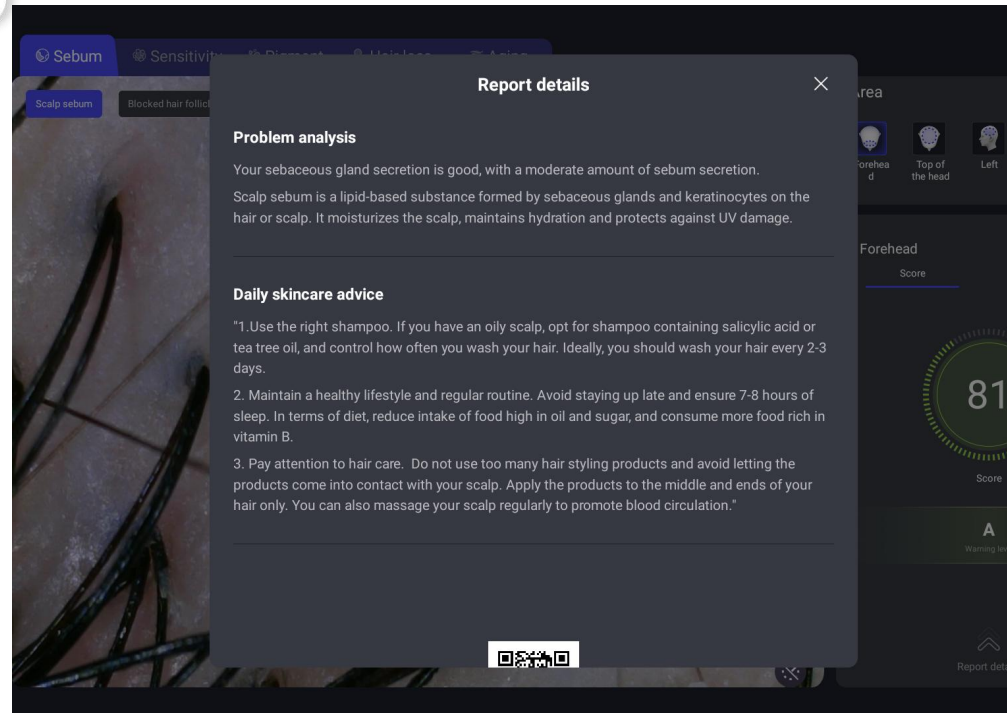 Sebum
Sensitivity
Pigment
Hair loss
Aging
Scalp sebum
Blocked hair follicl
Report details
Problem analysis
Your sebaceous gland secretion is good, with a moderate amount of sebum secretion.
Scalp sebum is a lipid-based substance formed by sebaceous glands and keratinocytes on the
hair or scalp. It moisturizes the scalp, maintains hydration and protects against UV damage.
Daily skincare advice
"1.Use the right shampoo. If you have an oily scalp, opt for shampoo containing salicylic acid or
tea tree oil, and control how often you wash your hair. Ideally, you should wash your hair every 2-3
days.
2. Maintain a healthy lifestyle and regular routine. Avoid staying up late and ensure 7-8 hours of
sleep. In terms of diet, reduce intake of food high in oil and sugar, and consume more food rich in
vitamin B.
3. Pay attention to hair care.  Do not use too many hair styling products and avoid letting the
products come into contact with your scalp. Apply the products to the middle and ends of your
hair only. You can also massage your scalp regularly to promote blood circulation."
Area
Forehea
d
Top of
the head
Left
Forehead
Score
81
Score
A
Warning lev
Report deta